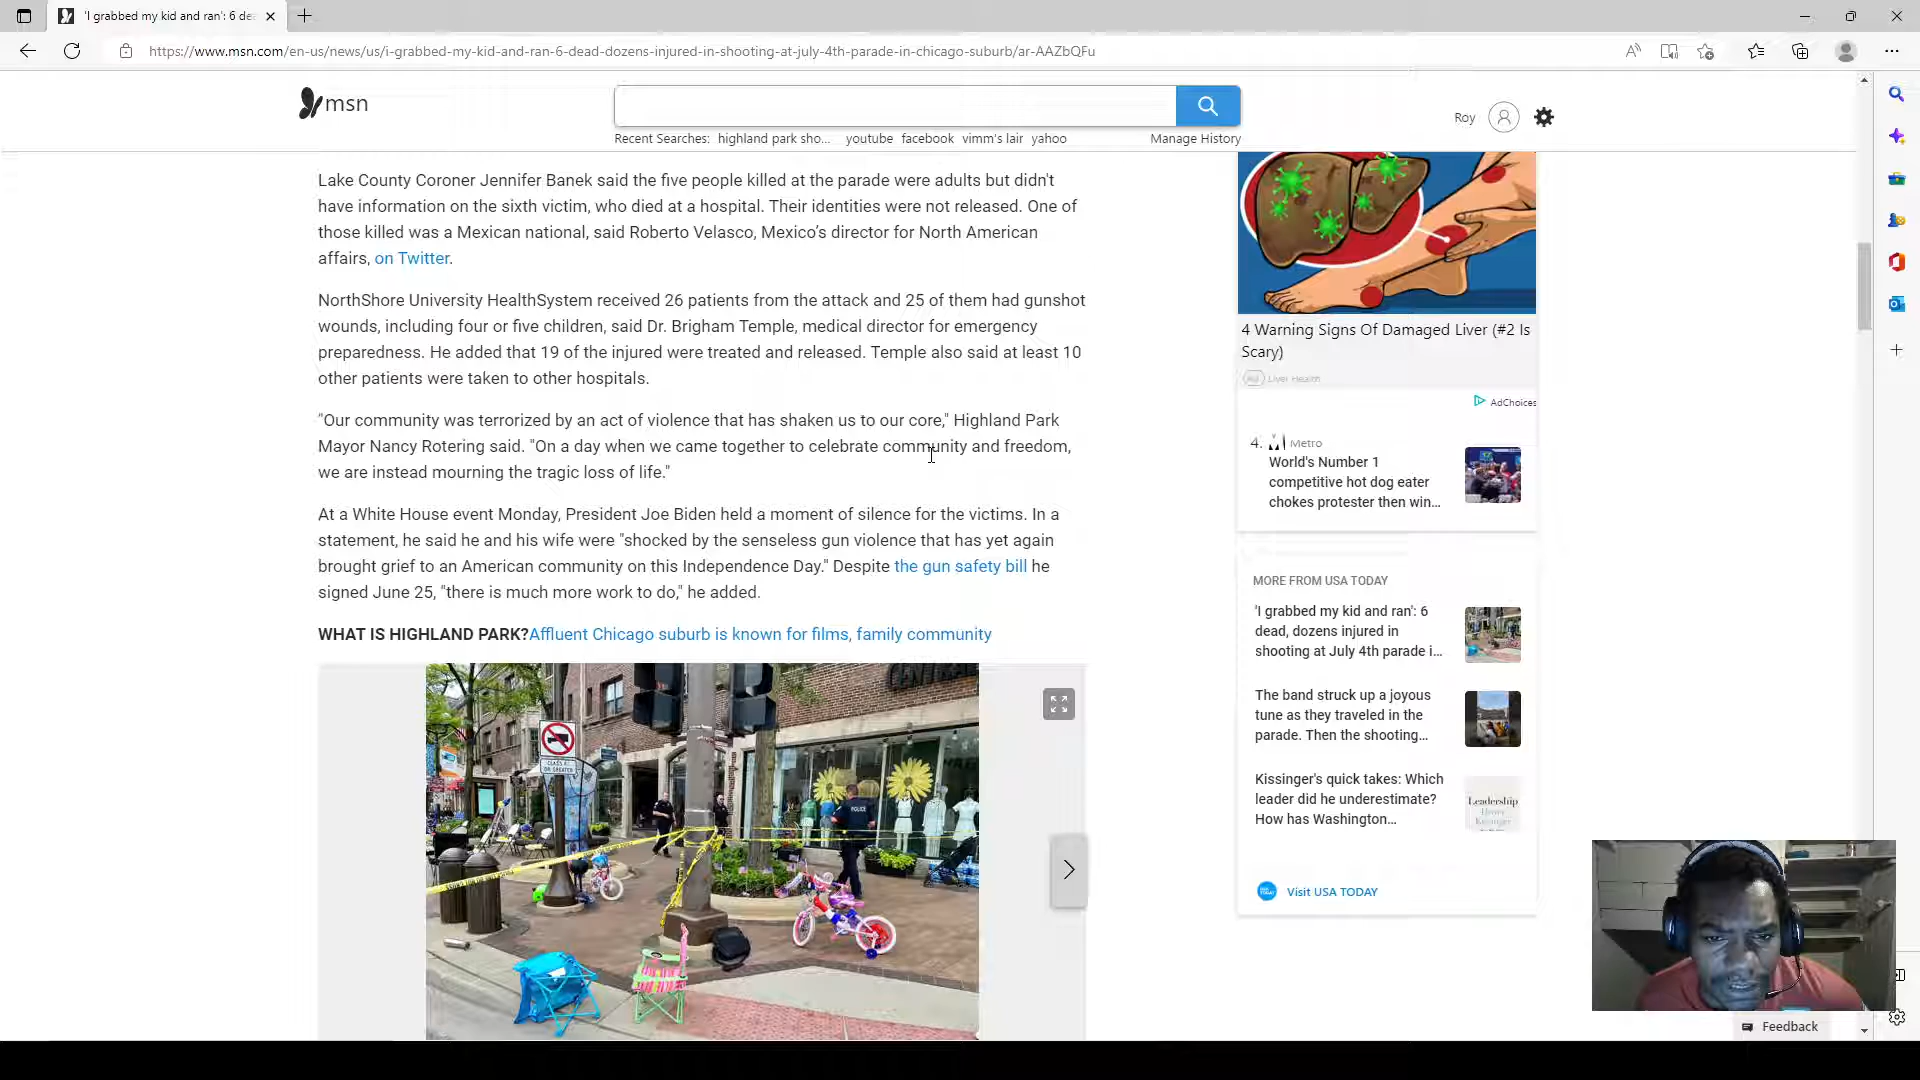 'I grabbed my kid and ran': 6 dea
https://www.msn.com/en-us/news/us/i-grabbed-my-kid-and-ran-6-dead-dozens-injured-in-shooting-at-july-4th-parade-in-chicago-suburb/ar-AAZbQFu
msn
Recent Searches: highland park sho... youtube facebook vimm's lair yahoo Manage History
Roy
Lake County Coroner Jennifer Banek said the five people killed at the parade were adults but didn't
have information on the sixth victim, who died at a hospital. Their identities were not released. One of
those killed was a Mexican national, said Roberto Velasco, Mexico's director for North American
affairs, on Twitter.
NorthShore University HealthSystem received 26 patients from the attack and 25 of them had gunshot
wounds, including four or five children, said Dr. Brigham Temple, medical director for emergency
preparedness. He added that 19 of the injured were treated and released. Temple also said at least 10
other patients were taken to other hospitals.
"Our community was terrorized by an act of violence that has shaken us to our core," Highland Park
Mayor Nancy Rotering said. "On a day when we came together to celebrate community and freedom,
we are instead mourning the tragic loss of life."
At a White House event Monday, President Joe Biden held a moment of silence for the victims. In a
statement, he said he and his wife were "shocked by the senseless gun violence that has yet again
brought grief to an American community on this Independence Day." Despite the gun safety bill he
signed June 25, "there is much more work to do," he added.
WHAT IS HIGHLAND PARK?Affluent Chicago suburb is known for films, family community
CLASS 4
OR GREATER
POLICE
4 Warning Signs Of Damaged Liver (#2 Is
Scary)
Ad Liver Health
AdChoices
4. Metro
World's Number 1
competitive hot dog eater
chokes protester then win...
MORE FROM USA TODAY
'I grabbed my kid and ran': 6
dead, dozens injured in
shooting at July 4th parade i...
The band struck up a joyous
tune as they traveled in the
parade. Then the shooting...
Kissinger's quick takes: Which
leader did he underestimate?
How has Washington...
Leadership
Henry
Kissinger
Visit USA TODAY
Feedback